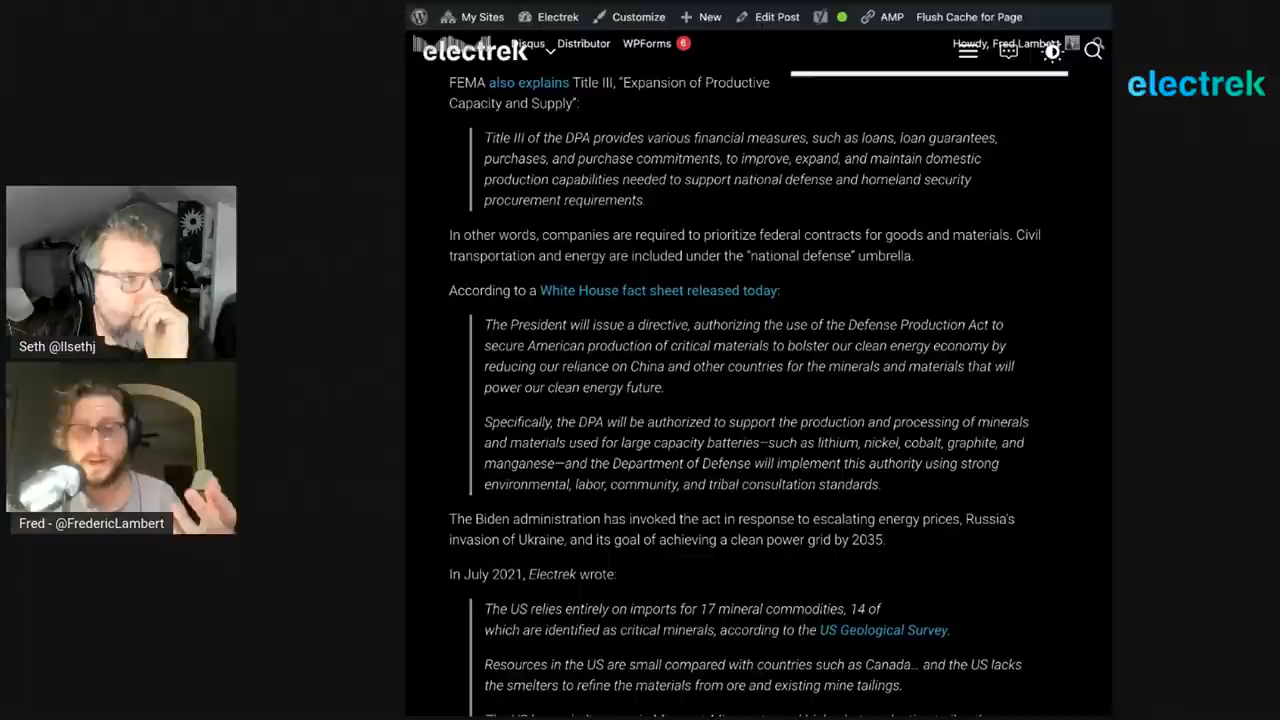 My Sites Electrek Customize New Edit Post AMP Flush Cache for Page
Disqus Distributor WPForms 6 Howdy, Fred Lambert
electrek
electrek
FEMA also explains Title III, “Expansion of Productive
Capacity and Supply”:
Title III of the DPA provides various financial measures, such as loans, loan guarantees,
purchases, and purchase commitments, to improve, expand, and maintain domestic
production capabilities needed to support national defense and homeland security
procurement requirements.
In other words, companies are required to prioritize federal contracts for goods and materials. Civil
transportation and energy are included under the “national defense” umbrella.
According to a White House fact sheet released today:
The President will issue a directive, authorizing the use of the Defense Production Act to
secure American production of critical materials to bolster our clean energy economy by
reducing our reliance on China and other countries for the minerals and materials that will
power our clean energy future.
Specifically, the DPA will be authorized to support the production and processing of minerals
and materials used for large capacity batteries—such as lithium, nickel, cobalt, graphite, and
manganese—and the Department of Defense will implement this authority using strong
environmental, labor, community, and tribal consultation standards.
The Biden administration has invoked the act in response to escalating energy prices, Russia's
invasion of Ukraine, and its goal of achieving a clean power grid by 2035.
In July 2021, Electrek wrote:
The US relies entirely on imports for 17 mineral commodities, 14 of
which are identified as critical minerals, according to the US Geological Survey.
Resources in the US are small compared with countries such as Canada… and the US lacks
the smelters to refine the materials from ore and existing mine tailings.
Seth @llsethj
Fred - @FredericLambert